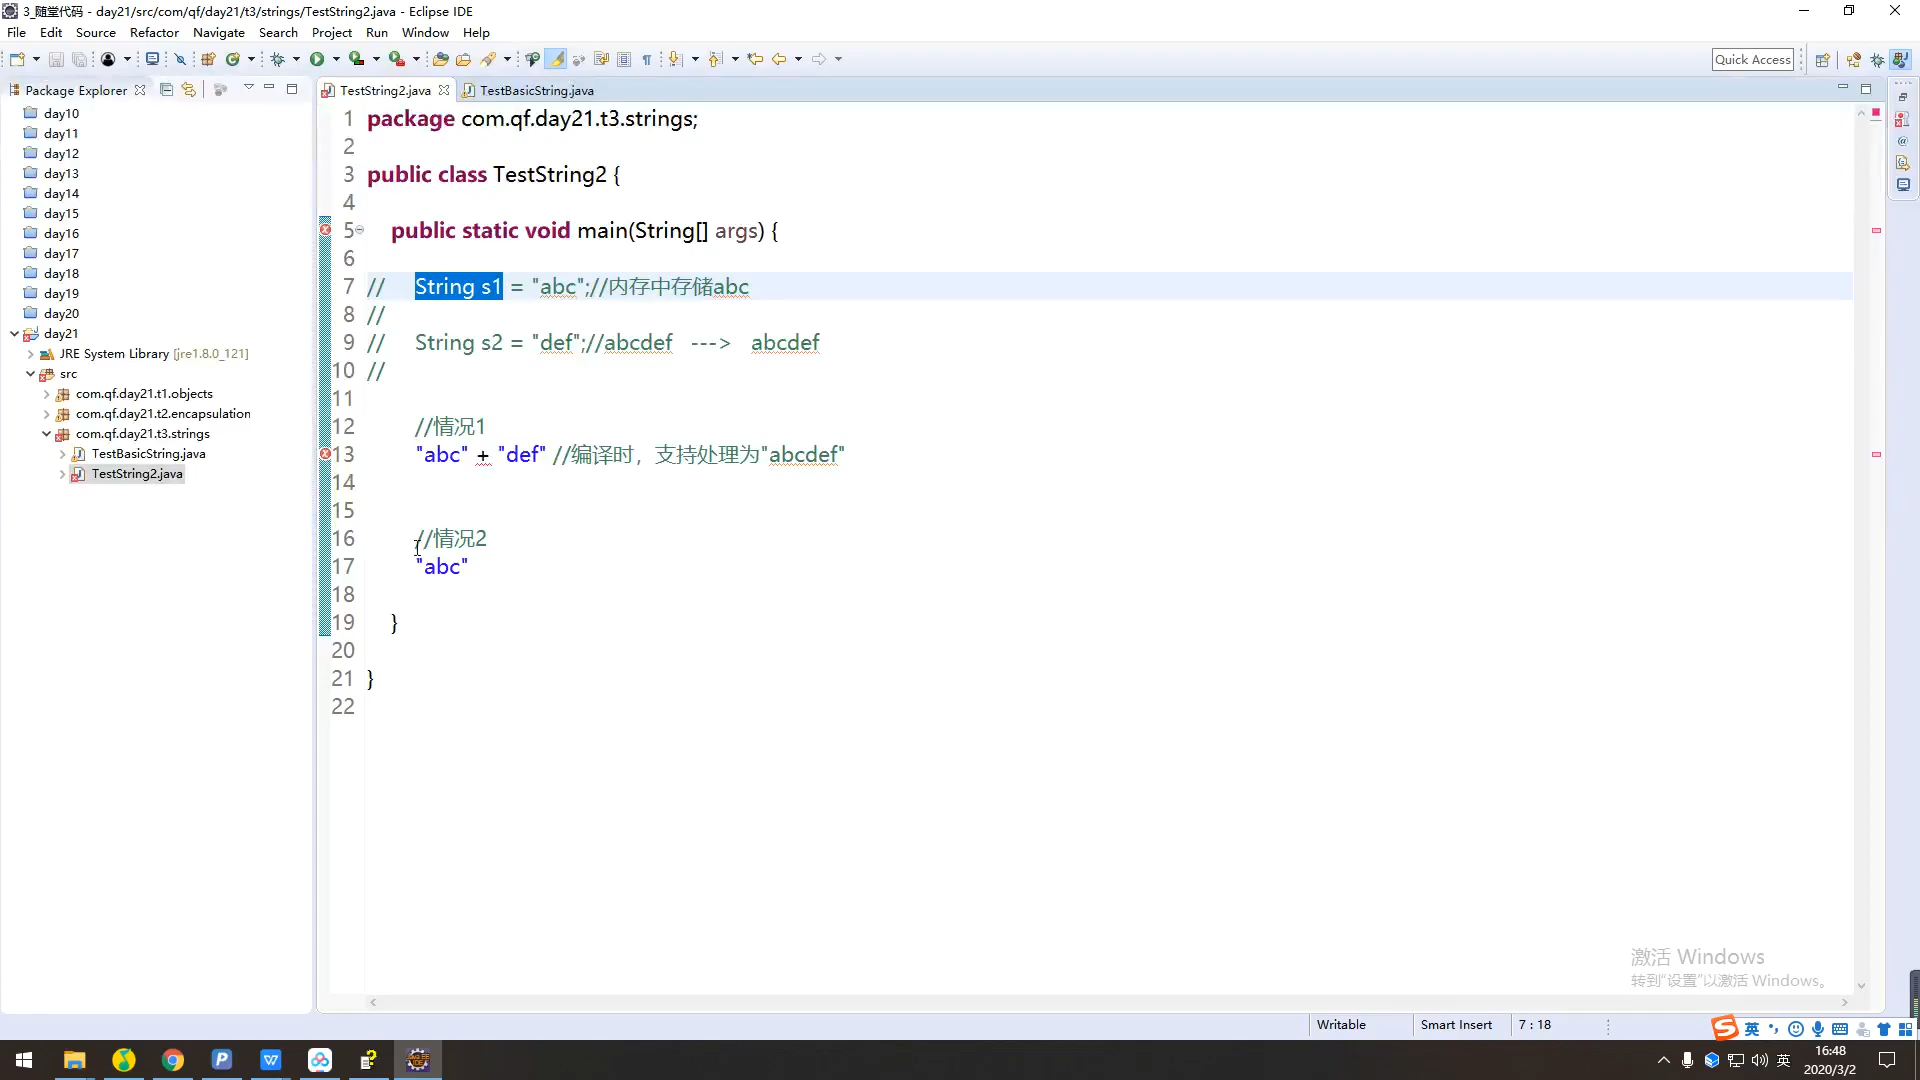 3_随堂代码 - day21/src/com/qf/day21/t3/strings/TestString2.java - Eclipse IDE
File Edit Source Refactor Navigate Search Project Run Window Help
Quick Access
Package Explorer
TestString2.java
TestBasicString.java
day10
day11
day12
day13
day14
day15
day16
day17
day18
day19
day20
day21
JRE System Library [jre1.8.0_121]
src
com.qf.day21.t1.objects
com.qf.day21.t2.encapsulation
com.qf.day21.t3.strings
TestBasicString.java
TestString2.java
1 package com.qf.day21.t3.strings;
2
3 public class TestString2 {
4
5 public static void main(String[] args) {
6
7 // String s1 = "abc";//内存中存储abc
8 //
9 // String s2 = "def";//abcdef ---> abcdef
10 //
11
12 //情况1
13 "abc" + "def" //编译时，支持处理为"abcdef"
14
15
16 //情况2
17 "abc"
18
19 }
20
21 }
22
激活 Windows
转到"设置"以激活 Windows。
Writable
Smart Insert
7 : 18
英
英
16:48
2020/3/2